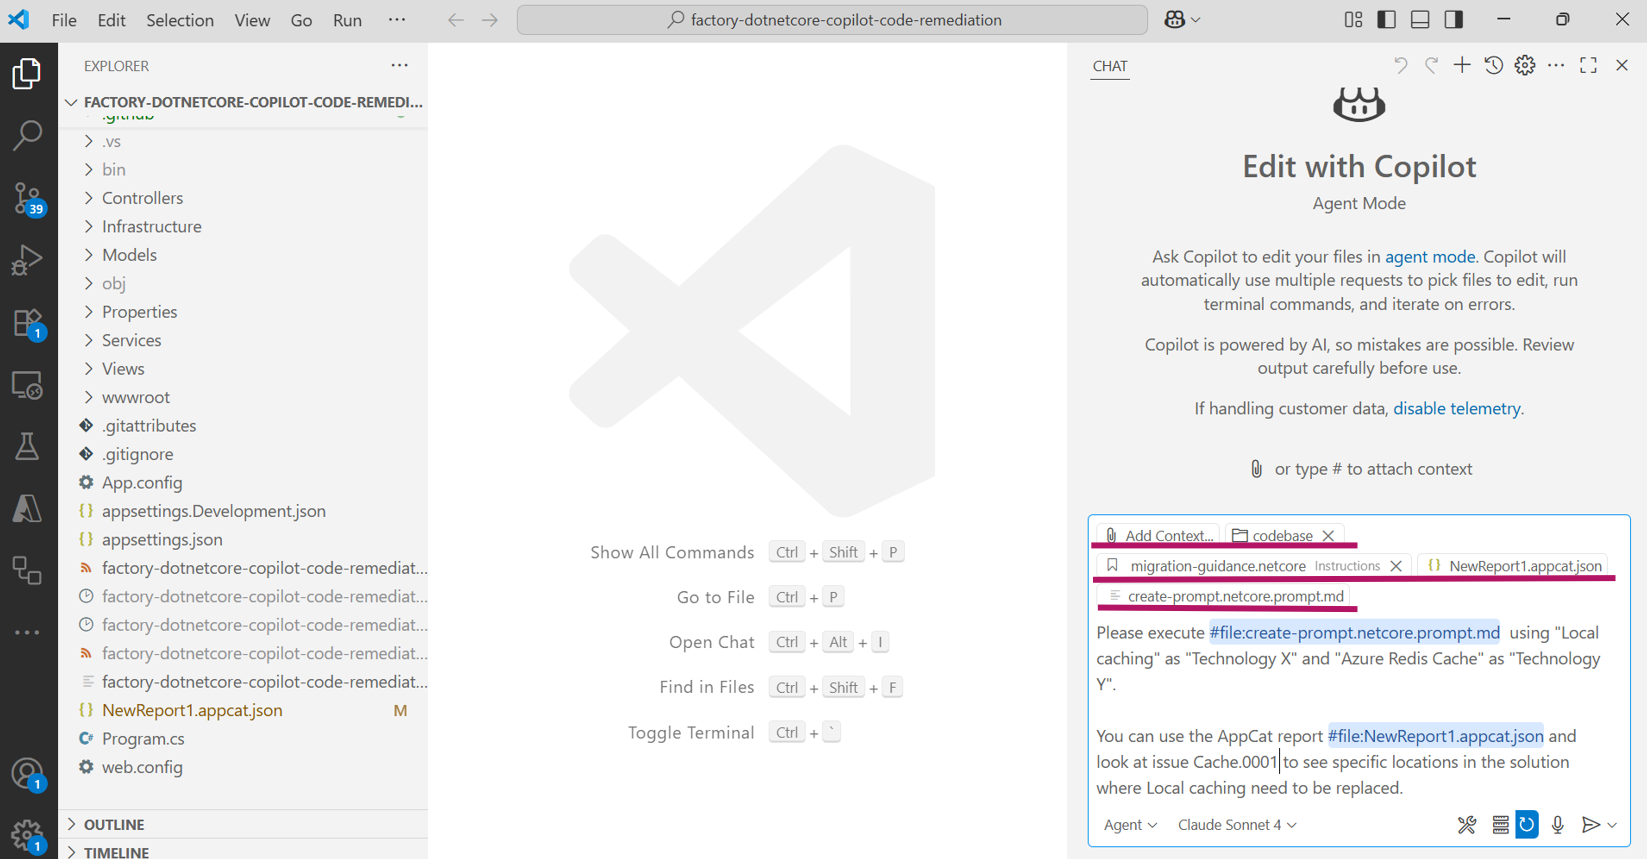 File Edit Selection View Go Run ···
factory-dotnetcore-copilot-code-remediation
EXPLORER
FACTORY-DOTNETCORE-COPILOT-CODE-REMEDI...
.github
.vs
bin
Controllers
Infrastructure
Models
obj
Properties
Services
Views
wwwroot
.gitattributes
.gitignore
App.config
appsettings.Development.json
appsettings.json
factory-dotnetcore-copilot-code-remediat...
factory-dotnetcore-copilot-code-remediat...
factory-dotnetcore-copilot-code-remediat...
factory-dotnetcore-copilot-code-remediat...
factory-dotnetcore-copilot-code-remediat...
NewReport1.appcat.json M
Program.cs
web.config
OUTLINE
TIMELINE
39
1
1
1
Show All Commands Ctrl + Shift + P
Go to File Ctrl + P
Open Chat Ctrl + Alt + I
Find in Files Ctrl + Shift + F
Toggle Terminal Ctrl + `
CHAT
Edit with Copilot
Agent Mode
Ask Copilot to edit your files in agent mode. Copilot will
automatically use multiple requests to pick files to edit, run
terminal commands, and iterate on errors.
Copilot is powered by AI, so mistakes are possible. Review
output carefully before use.
If handling customer data, disable telemetry.
or type # to attach context
Add Context... codebase
migration-guidance.netcore Instructions NewReport1.appcat.json
create-prompt.netcore.prompt.md
Please execute #file:create-prompt.netcore.prompt.md using "Local
caching" as "Technology X" and "Azure Redis Cache" as "Technology
Y".
You can use the AppCat report #file:NewReport1.appcat.json and
look at issue Cache.0001 to see specific locations in the solution
where Local caching need to be replaced.
Agent Claude Sonnet 4